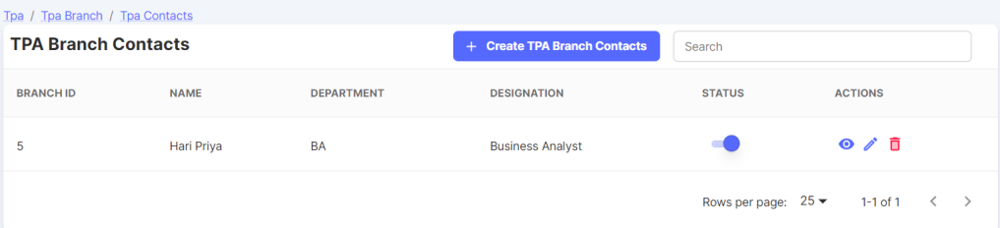 Tpa / Tpa Branch / Tpa Contacts
TPA Branch Contacts + Create TPA Branch Contacts Search
BRANCH ID NAME DEPARTMENT DESIGNATION STATUS ACTIONS
5 Hari Priya BA Business Analyst
Rows per page: 25 1-1 of 1